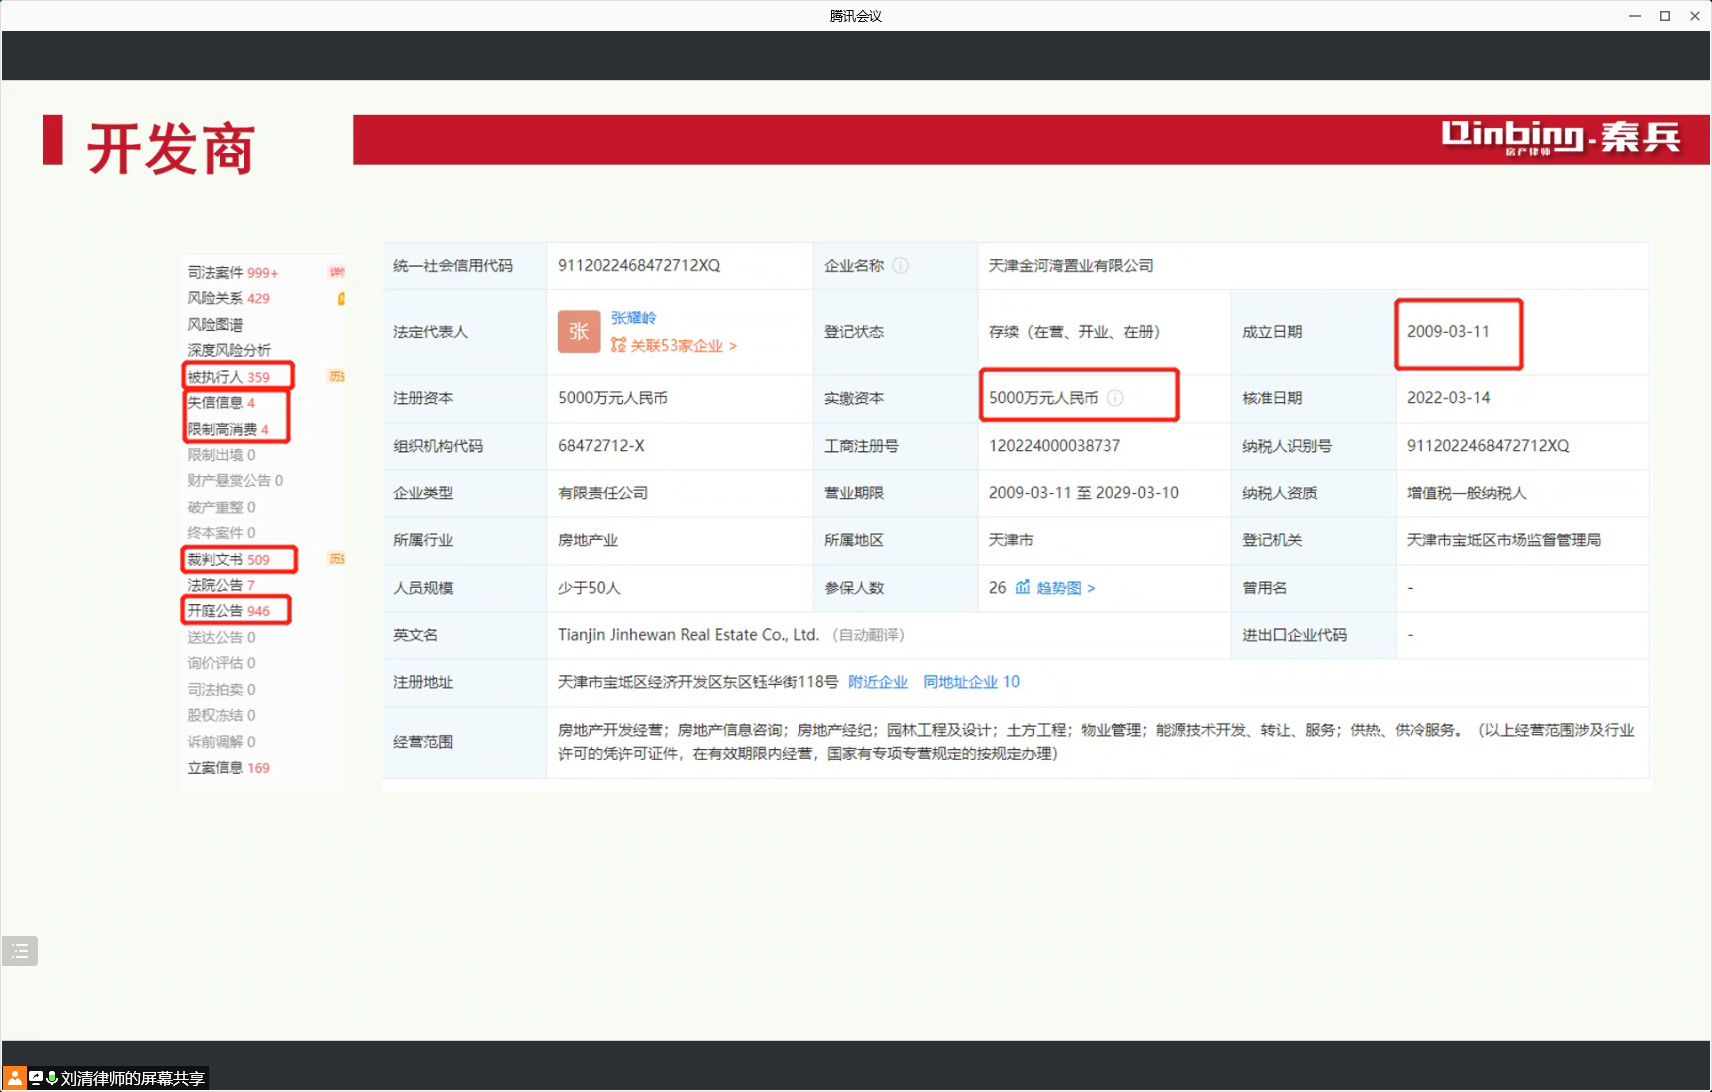 腾讯会议
开发商
Qinbing-秦兵
房产律师
司法案件 999+
风险关系 429
风险图谱
深度风险分析
被执行人 359
失信信息 4
限制高消费 4
限制出境 0
财产悬赏公告 0
破产重整 0
终本案件 0
裁判文书 509
法院公告 7
开庭公告 946
送达公告 0
询价评估 0
司法拍卖 0
股权冻结 0
诉前调解 0
立案信息 169
统一社会信用代码 9112022468472712XQ 企业名称 天津金河湾置业有限公司
法定代表人 张 张耀岭 关联53家企业 > 登记状态 存续（在营、开业、在册） 成立日期 2009-03-11
注册资本 5000万元人民币 实缴资本 5000万元人民币 核准日期 2022-03-14
组织机构代码 68472712-X 工商注册号 120224000038737 纳税人识别号 9112022468472712XQ
企业类型 有限责任公司 营业期限 2009-03-11 至 2029-03-10 纳税人资质 增值税一般纳税人
所属行业 房地产业 所属地区 天津市 登记机关 天津市宝坻区市场监督管理局
人员规模 少于50人 参保人数 26 趋势图 > 曾用名 -
英文名 Tianjin Jinhewan Real Estate Co., Ltd. （自动翻译） 进出口企业代码 -
注册地址 天津市宝坻区经济开发区东区钰华街118号 附近企业 同地址企业 10
经营范围 房地产开发经营；房地产信息咨询；房地产经纪；园林工程及设计；土方工程；物业管理；能源技术开发、转让、服务；供热、供冷服务。（以上经营范围涉及行业
许可的凭许可证件，在有效期限内经营，国家有专项专营规定的按规定办理）
刘清律师的屏幕共享